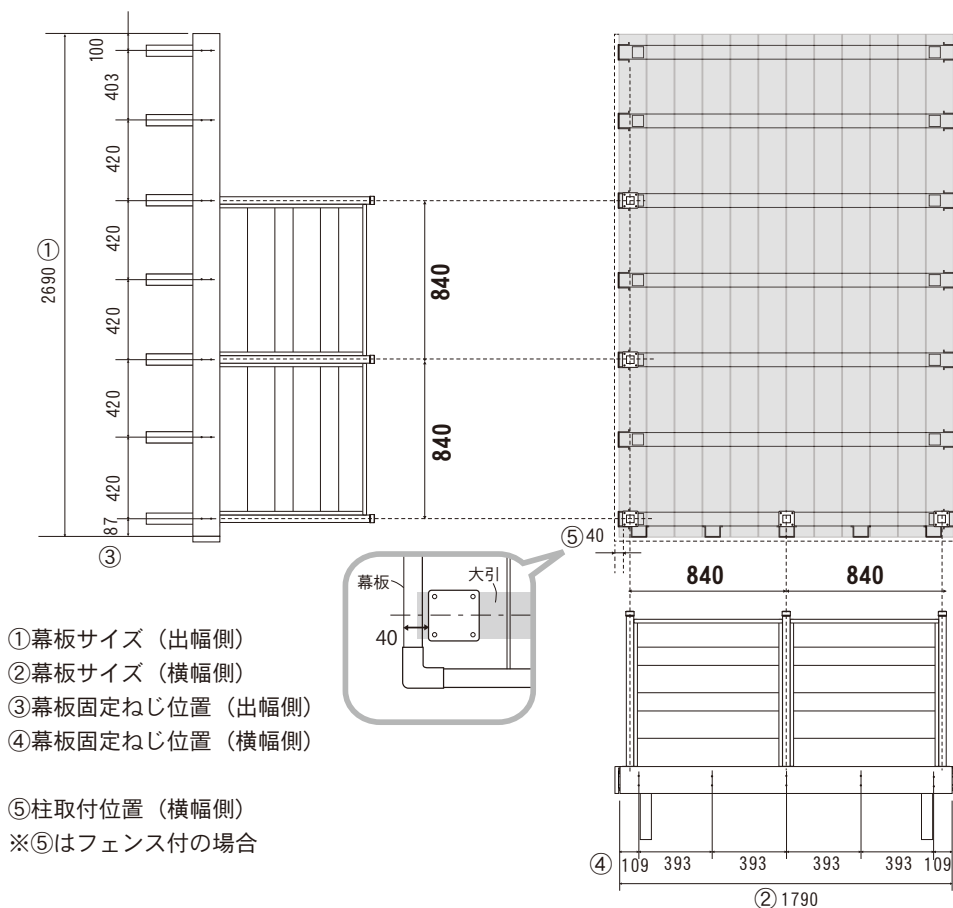 100
403
420
420
420
420
420
87
2690 ①
③
840
840
⑤40
840
840
幕板
大引
40
①幕板サイズ（出幅側）
②幕板サイズ（横幅側）
③幕板固定ねじ位置（出幅側）
④幕板固定ねじ位置（横幅側）
⑤柱取付位置（横幅側）
※⑤はフェンス付の場合
④ 109 393 393 393 393 109
② 1790